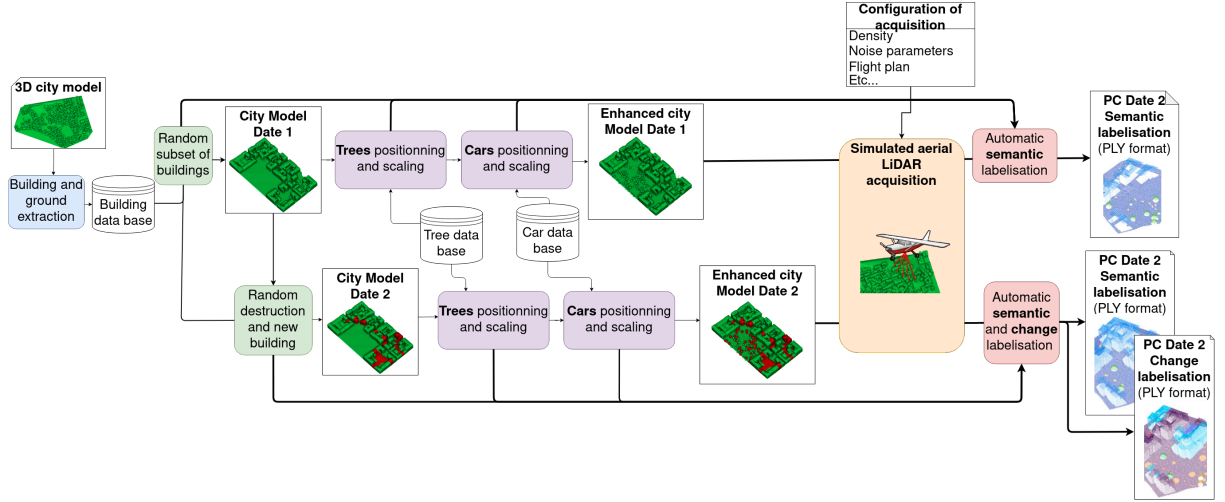 Configuration of
acquisition
Density
Noise parameters
Flight plan
Etc...
3D city model
Building and
ground
extraction
Building
data base
Random
subset of
buildings
City Model
Date 1
Trees positionning
and scaling
Cars positionning
and scaling
Enhanced city
Model Date 1
Simulated aerial
LiDAR
acquisition
Automatic
semantic
labelisation
PC Date 2
Semantic
labelisation
(PLY format)
Tree data
base
Car data
base
Random
destruction
and new
building
City Model
Date 2
Trees positionning
and scaling
Cars positionning
and scaling
Enhanced city
Model Date 2
Automatic
semantic
and change
labelisation
PC Date 2
Semantic
labelisation
(PLY format)
PC Date 2
Change
labelisation
(PLY format)